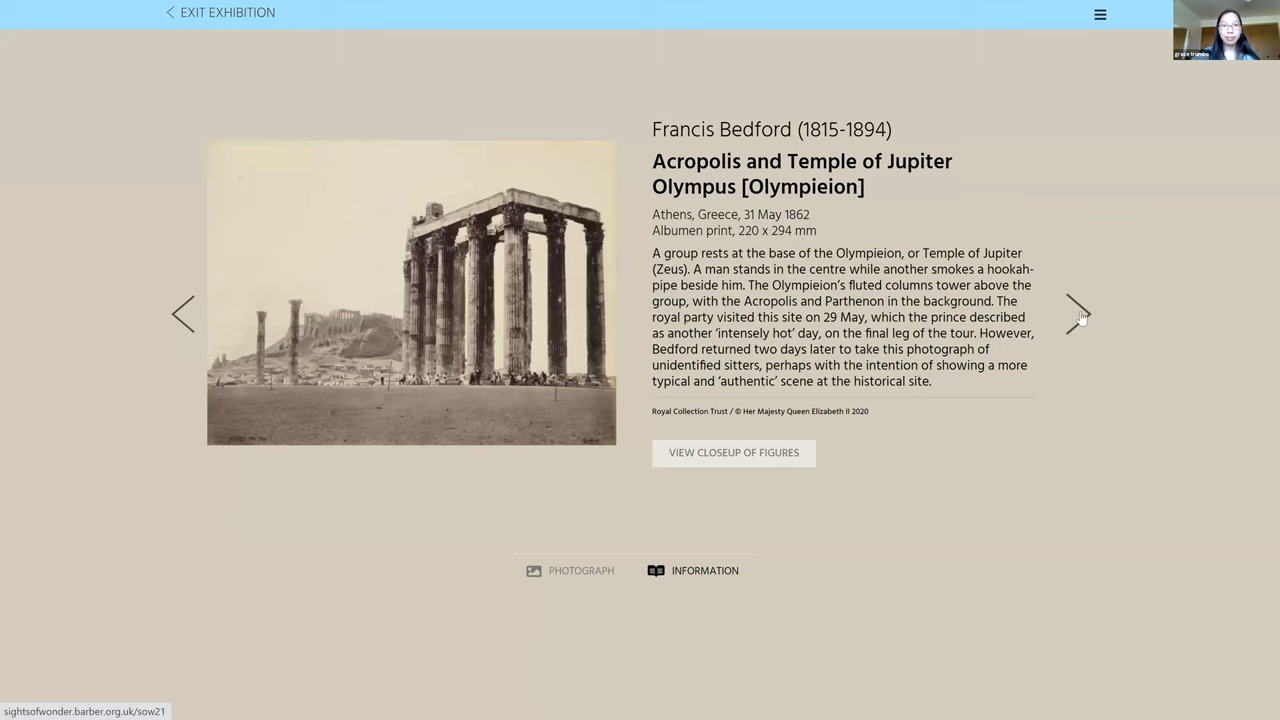 EXIT EXHIBITION
grace trumbo
Francis Bedford (1815-1894)
Acropolis and Temple of Jupiter
Olympus [Olympieion]
Athens, Greece, 31 May 1862
Albumen print, 220 x 294 mm
A group rests at the base of the Olympieion, or Temple of Jupiter
(Zeus). A man stands in the centre while another smokes a hookah-
pipe beside him. The Olympieion's fluted columns tower above the
group, with the Acropolis and Parthenon in the background. The
royal party visited this site on 29 May, which the prince described
as another 'intensely hot' day, on the final leg of the tour. However,
Bedford returned two days later to take this photograph of
unidentified sitters, perhaps with the intention of showing a more
typical and 'authentic' scene at the historical site.
Royal Collection Trust / © Her Majesty Queen Elizabeth II 2020
VIEW CLOSEUP OF FIGURES
PHOTOGRAPH
INFORMATION
sightsofwonder.barber.org.uk/sow21